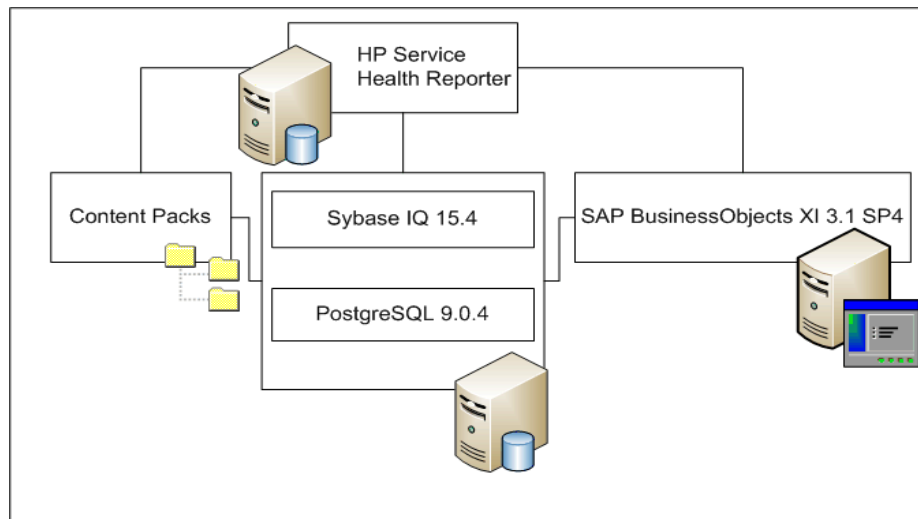 HP Service
Health Reporter
Content Packs
Sybase IQ 15.4
SAP BusinessObjects XI 3.1 SP4
PostgreSQL 9.0.4